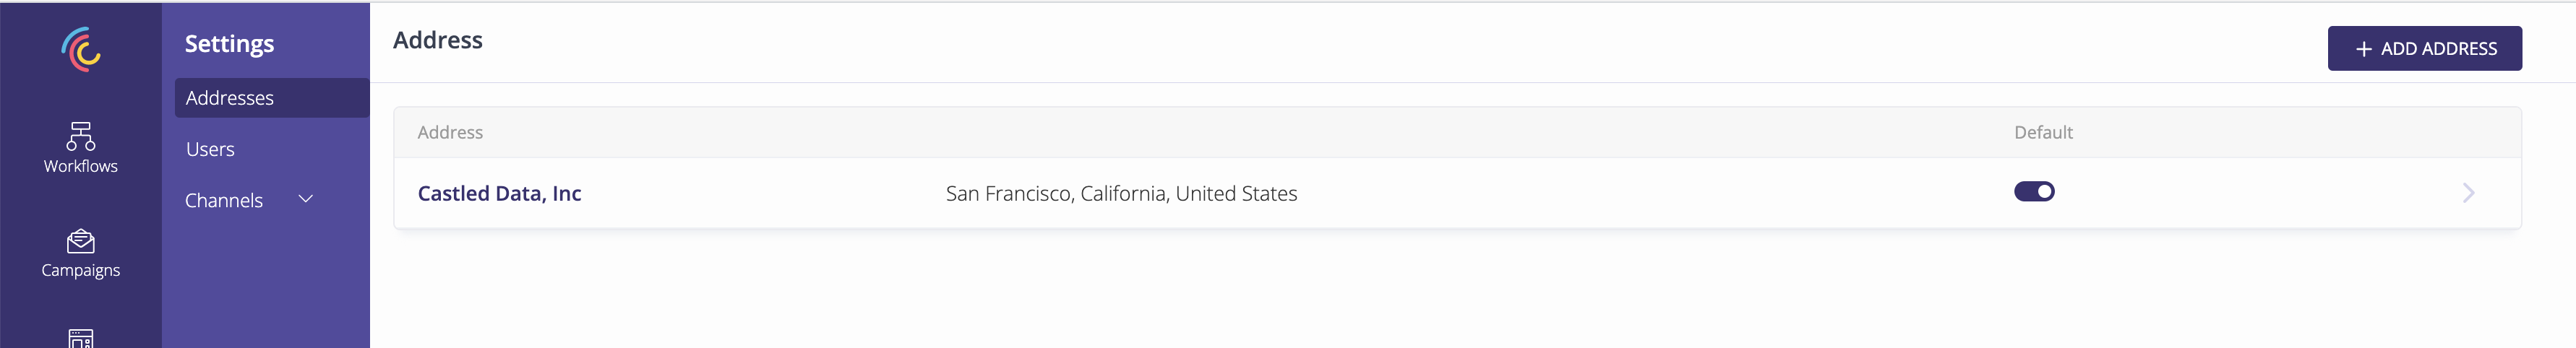 Settings
Addresses
Users
Channels
Workflows
Campaigns
Address
+ ADD ADDRESS
Address Default
Castled Data, Inc San Francisco, California, United States